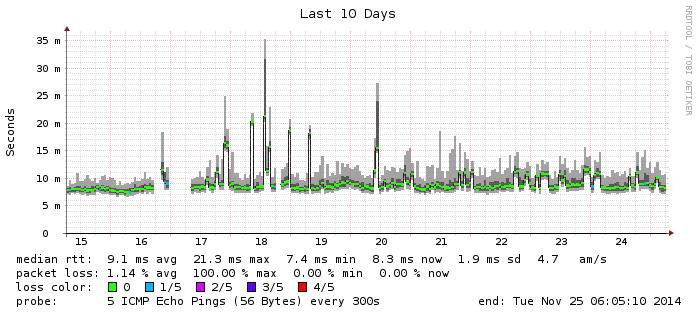 Last 10 Days
RRDTOOL / TOBI OETIKER
Seconds
35 m
30 m
25 m
20 m
15 m
10 m
5 m
0
15 16 17 18 19 20 21 22 23 24
median rtt: 9.1 ms avg 21.3 ms max 7.4 ms min 8.3 ms now 1.9 ms sd 4.7 am/s
packet loss: 1.14 % avg 100.00 % max 0.00 % min 0.00 % now
loss color: 0 1/5 2/5 3/5 4/5
probe: 5 ICMP Echo Pings (56 Bytes) every 300s end: Tue Nov 25 06:05:10 2014